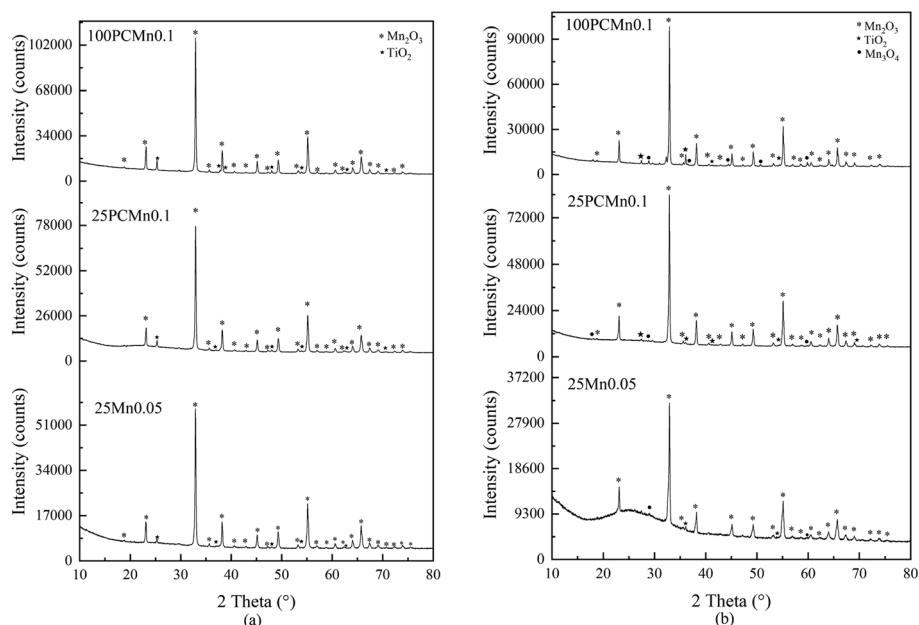 100PCMn0.1
* Mn₂O₃
★ TiO₂
102000
68000
34000
0
Intensity (counts)
25PCMn0.1
78000
52000
26000
0
Intensity (counts)
25Mn0.05
51000
34000
17000
0
Intensity (counts)
10 20 30 40 50 60 70 80
2 Theta (°)
(a)
100PCMn0.1
* Mn₂O₃
★ TiO₂
● Mn₃O₄
90000
60000
30000
0
Intensity (counts)
25PCMn0.1
72000
48000
24000
0
Intensity (counts)
25Mn0.05
37200
27900
18600
9300
0
Intensity (counts)
10 20 30 40 50 60 70 80
2 Theta (°)
(b)